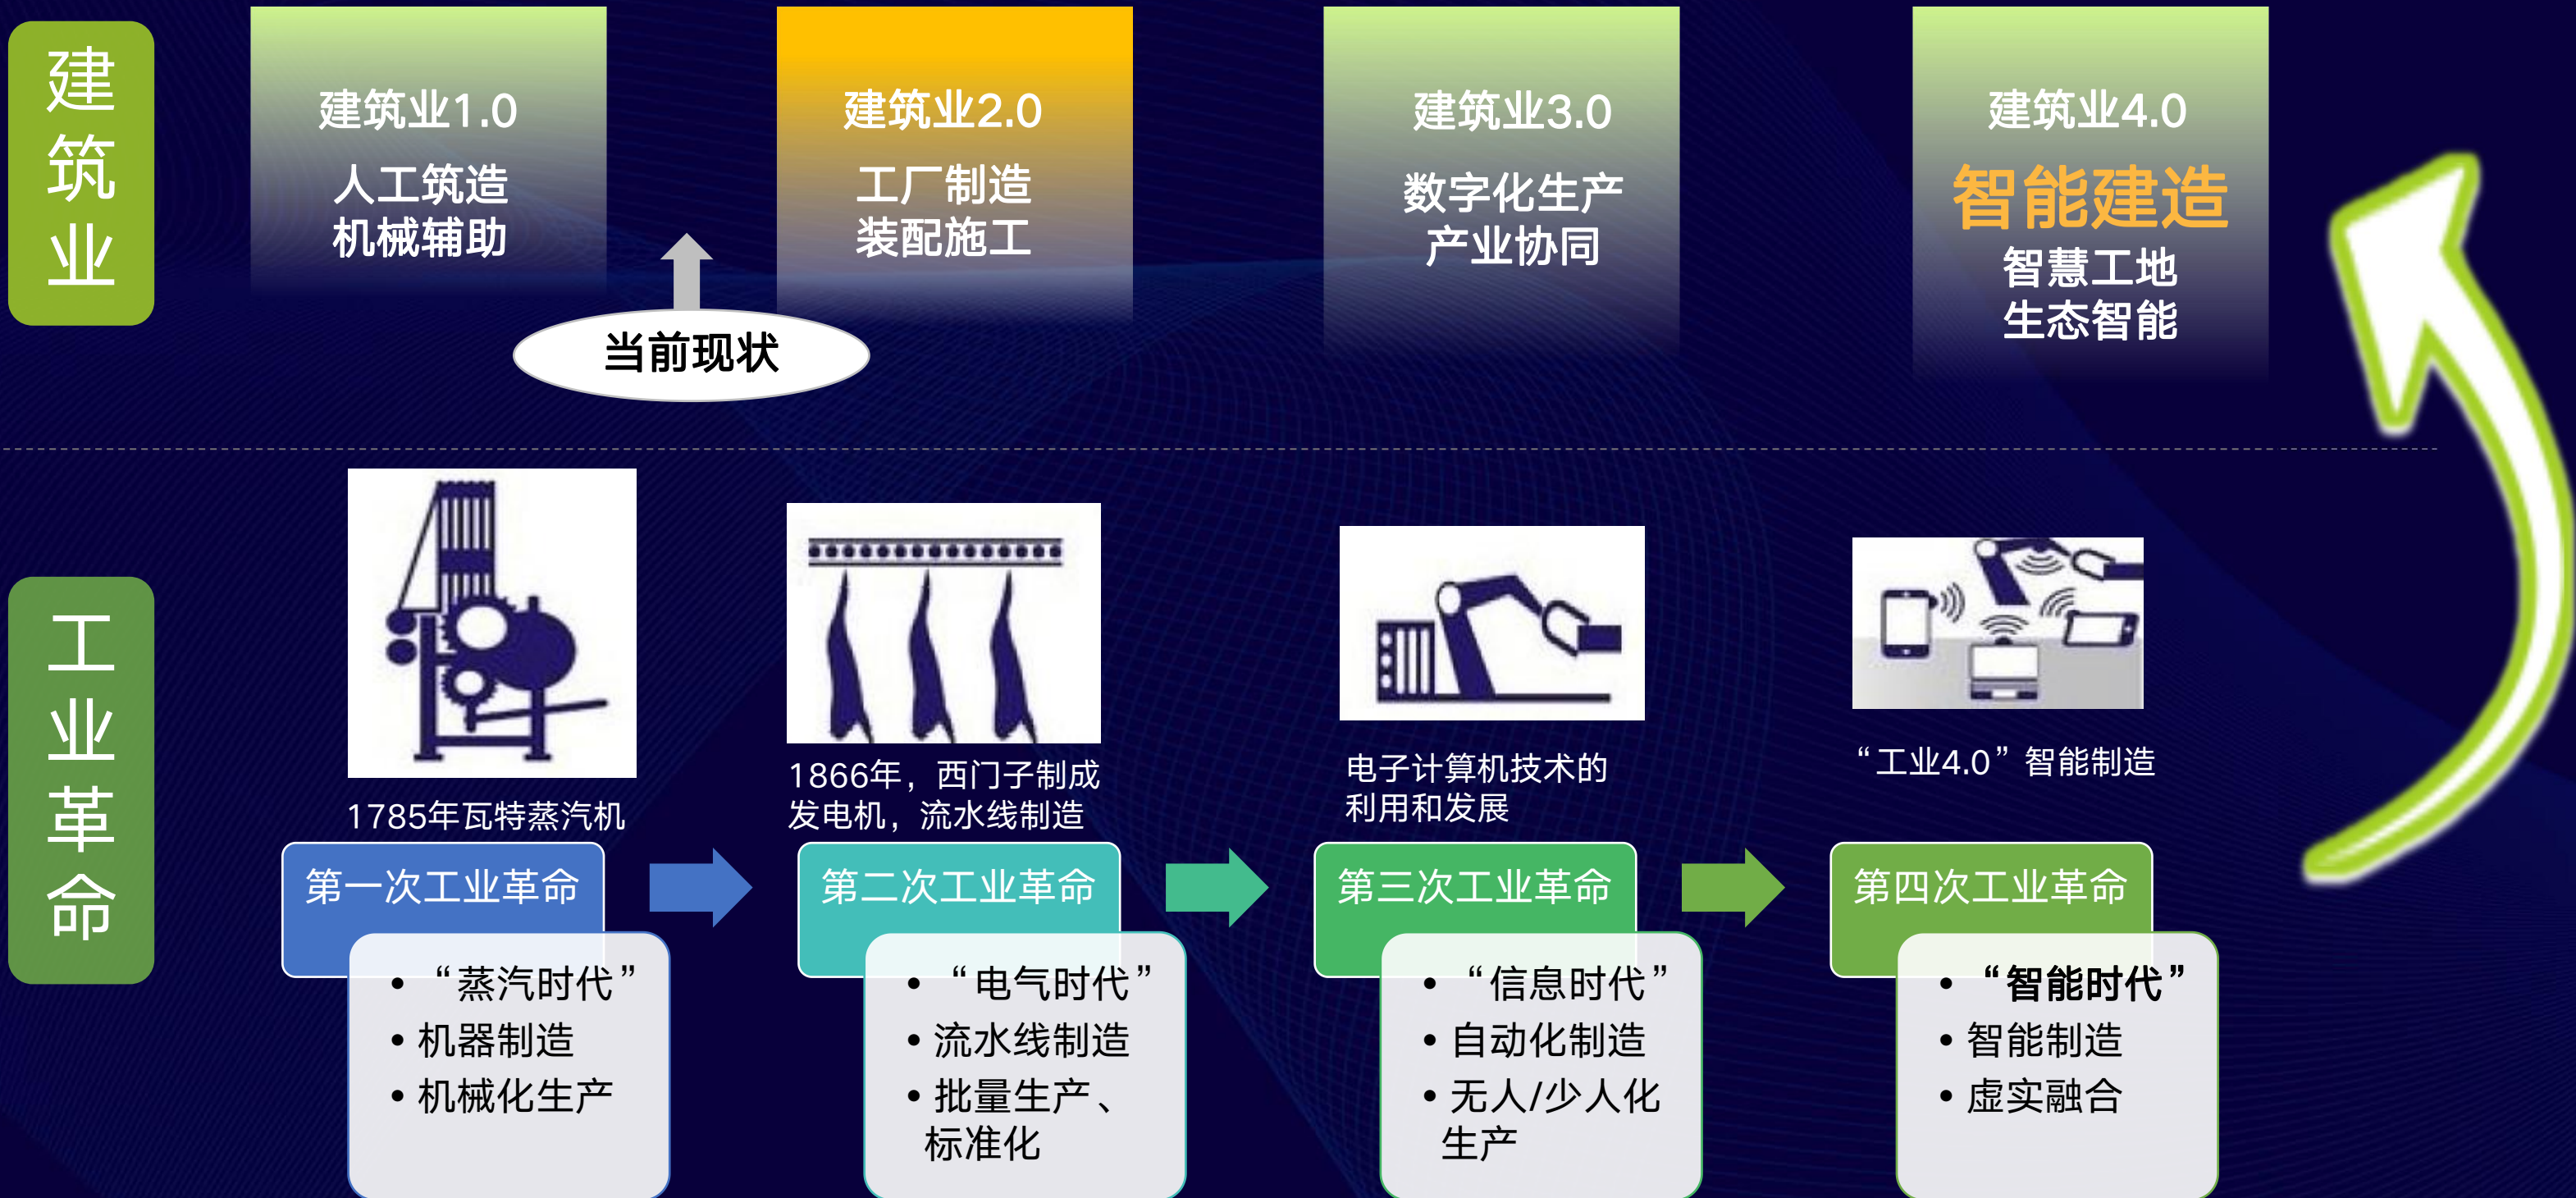 建筑业
建筑业1.0
人工筑造
机械辅助
建筑业2.0
工厂制造
装配施工
建筑业3.0
数字化生产
产业协同
建筑业4.0
智能建造
智慧工地
生态智能
当前现状
工业革命
1785年瓦特蒸汽机
第一次工业革命
• “蒸汽时代”
• 机器制造
• 机械化生产
1866年，西门子制成
发电机，流水线制造
第二次工业革命
• “电气时代”
• 流水线制造
• 批量生产、
标准化
电子计算机技术的
利用和发展
第三次工业革命
• “信息时代”
• 自动化制造
• 无人/少人化
生产
“工业4.0”智能制造
第四次工业革命
• “智能时代”
• 智能制造
• 虚实融合